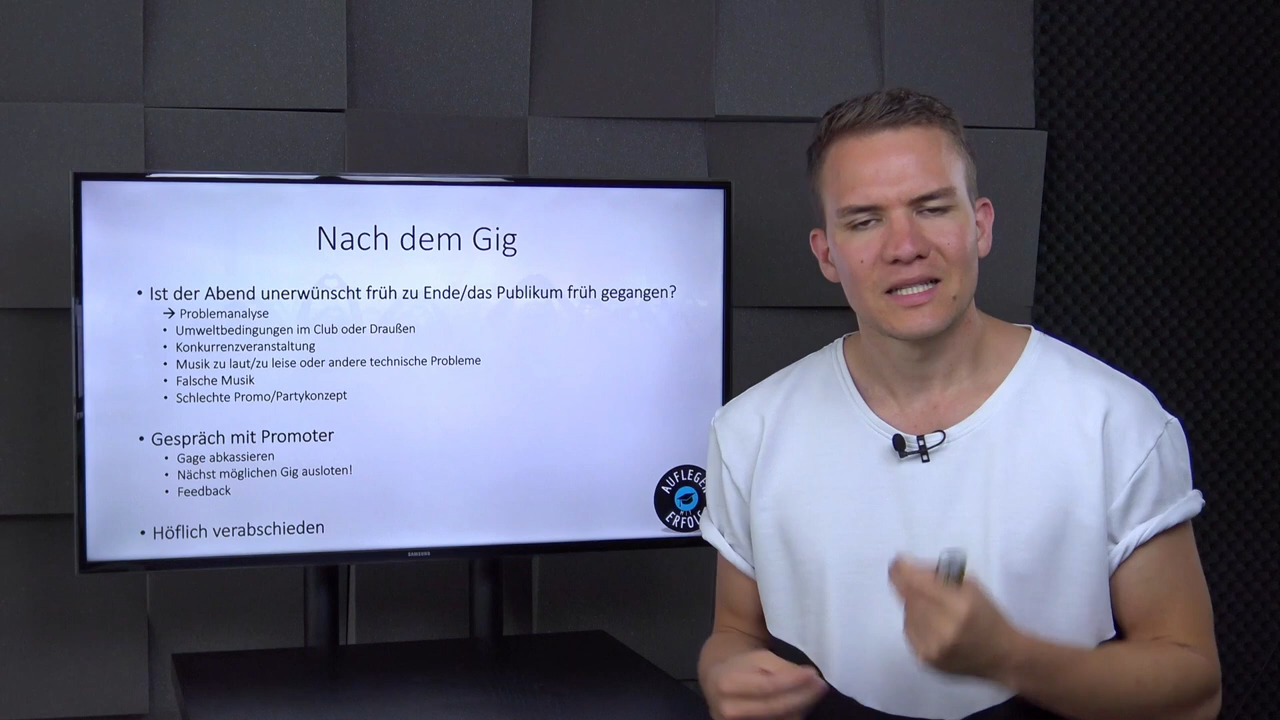 Nach dem Gig
• Ist der Abend unerwünscht früh zu Ende/das Publikum früh gegangen?
→ Problemanalyse
• Umweltbedingungen im Club oder Draußen
• Konkurrenzveranstaltung
• Musik zu laut/zu leise oder andere technische Probleme
• Falsche Musik
• Schlechte Promo/Partykonzept
• Gespräch mit Promoter
• Gage abkassieren
• Nächst möglichen Gig ausloten!
• Feedback
• Höflich verabschieden
AUFLEGEN
MIT
ERFOLG
SAMSUNG